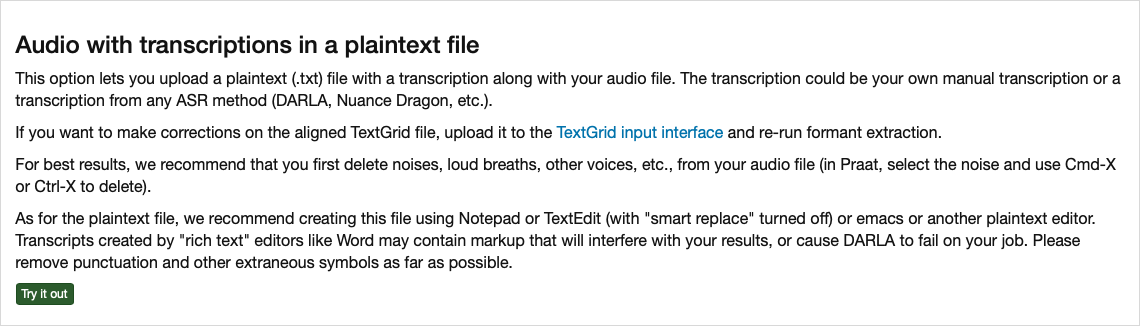 Audio with transcriptions in a plaintext file
This option lets you upload a plaintext (.txt) file with a transcription along with your audio file. The transcription could be your own manual transcription or a
transcription from any ASR method (DARLA, Nuance Dragon, etc.).
If you want to make corrections on the aligned TextGrid file, upload it to the TextGrid input interface and re-run formant extraction.
For best results, we recommend that you first delete noises, loud breaths, other voices, etc., from your audio file (in Praat, select the noise and use Cmd-X
or Ctrl-X to delete).
As for the plaintext file, we recommend creating this file using Notepad or TextEdit (with "smart replace" turned off) or emacs or another plaintext editor.
Transcripts created by "rich text" editors like Word may contain markup that will interfere with your results, or cause DARLA to fail on your job. Please
remove punctuation and other extraneous symbols as far as possible.
Try it out